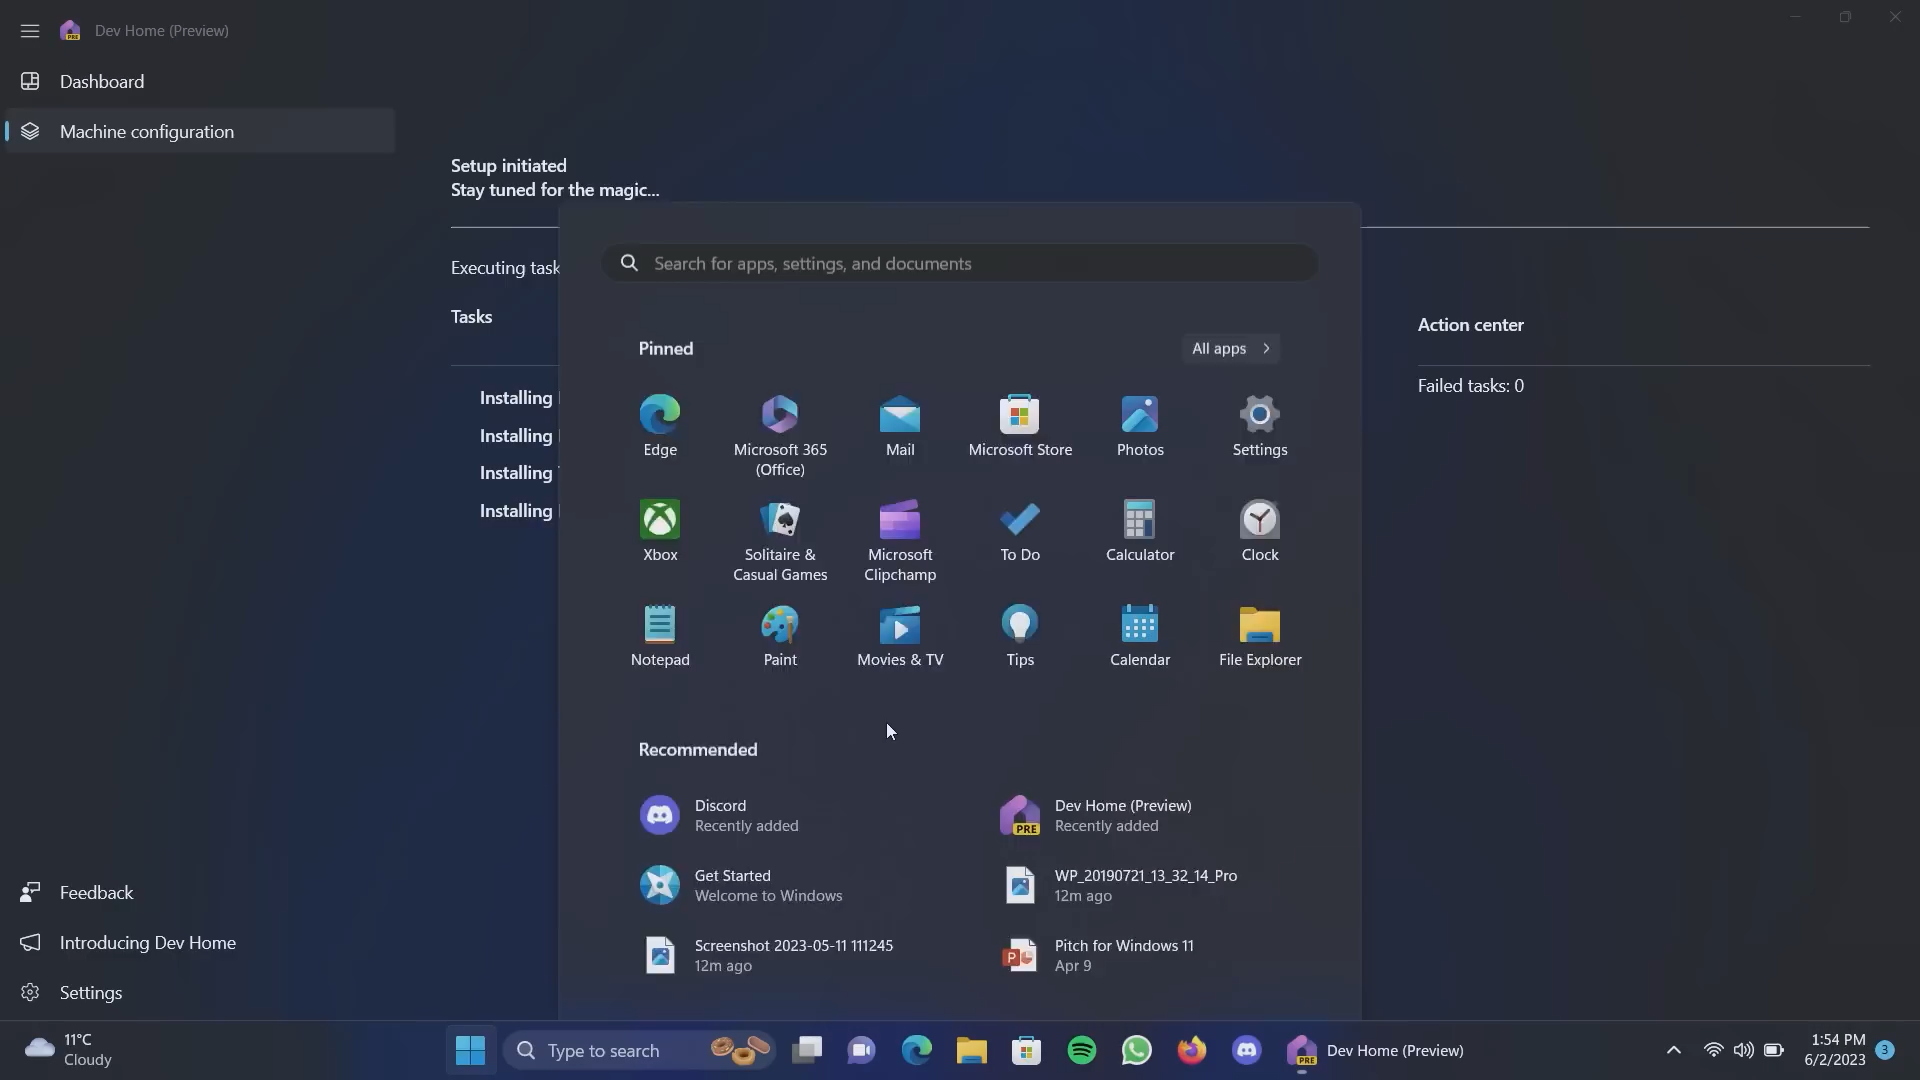 Dev Home (Preview)
Dashboard
Machine configuration
Setup initiated
Stay tuned for the magic...
Executing task
Tasks
Installing
Installing
Installing
Installing
Action center
Failed tasks: 0
Search for apps, settings, and documents
Pinned
All apps
Edge
Microsoft 365
(Office)
Mail
Microsoft Store
Photos
Settings
Xbox
Solitaire &
Casual Games
Microsoft
Clipchamp
To Do
Calculator
Clock
Notepad
Paint
Movies & TV
Tips
Calendar
File Explorer
Recommended
Discord
Recently added
PRE
Dev Home (Preview)
Recently added
Get Started
Welcome to Windows
WP_20190721_13_32_14_Pro
12m ago
Screenshot 2023-05-11 111245
12m ago
P
Pitch for Windows 11
Apr 9
Feedback
Introducing Dev Home
Settings
11°C
Cloudy
Type to search
PRE
Dev Home (Preview)
1:54 PM
6/2/2023
3